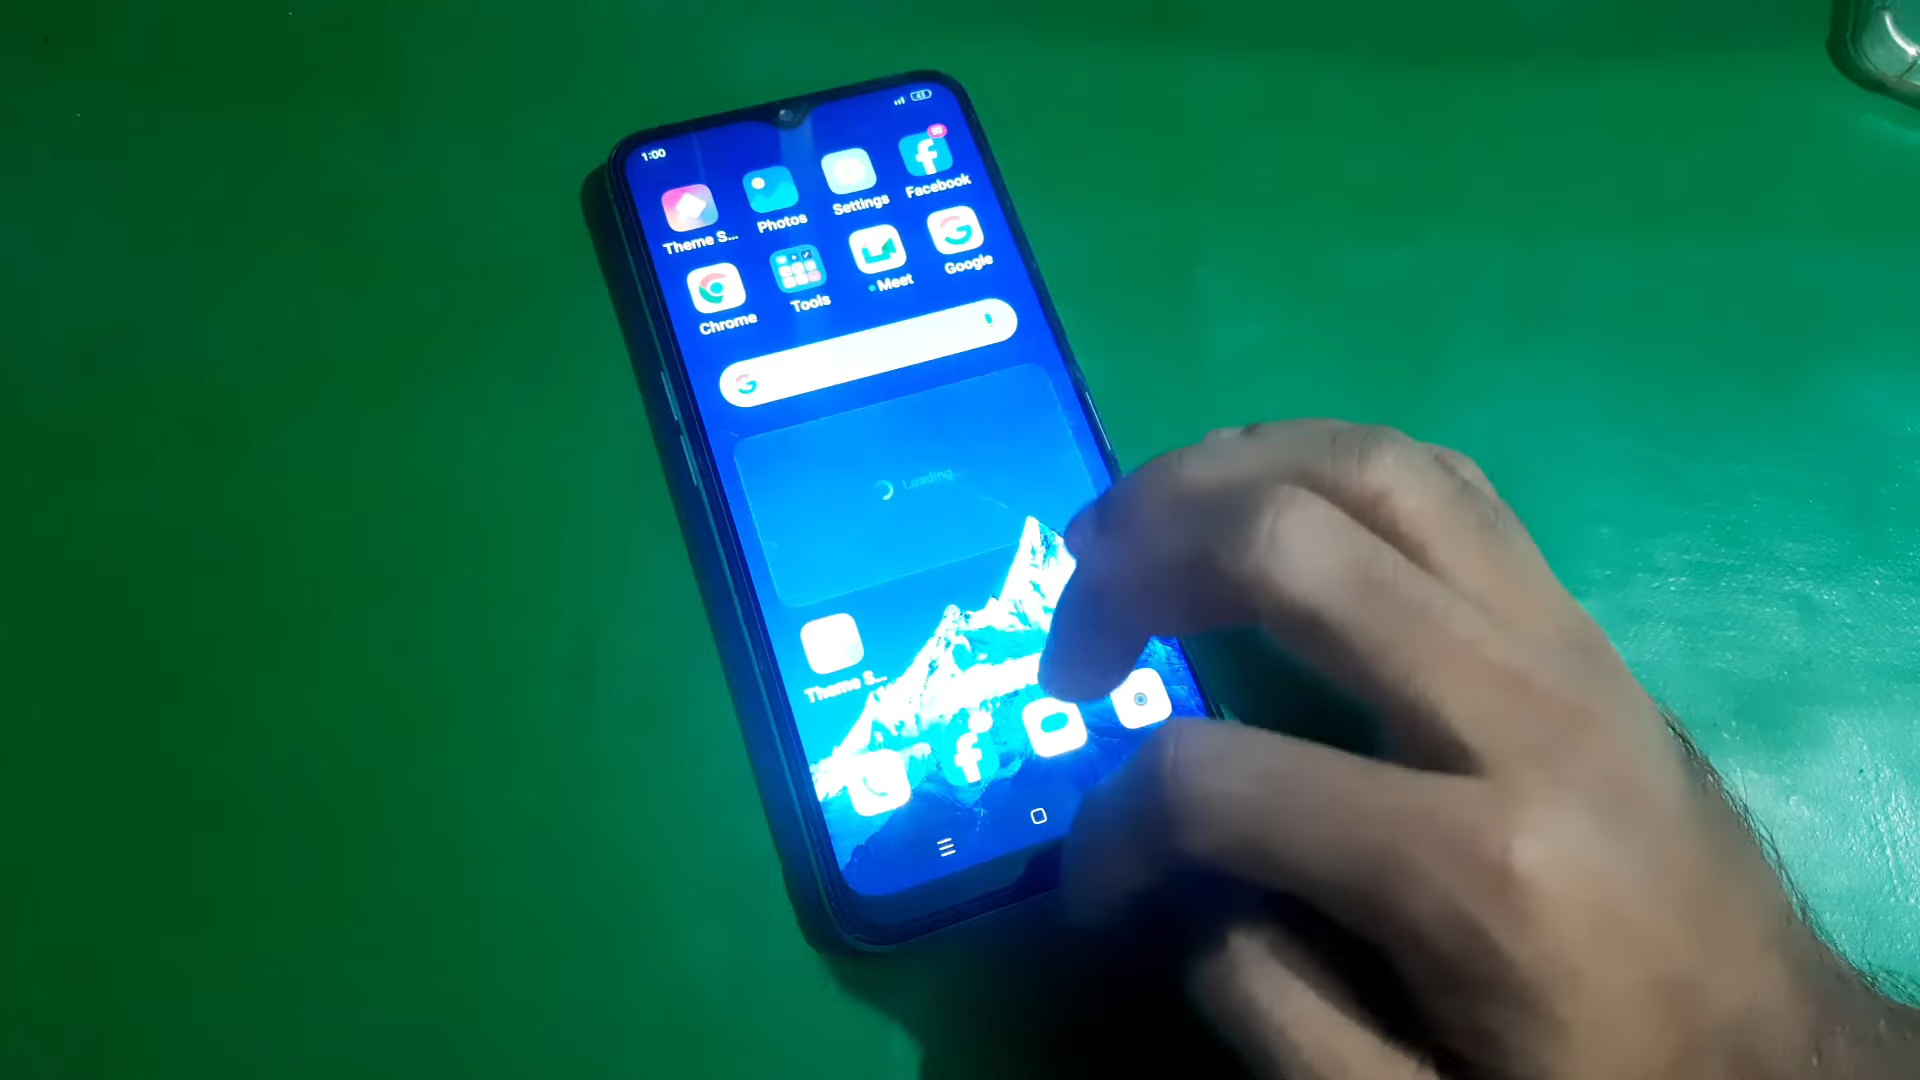 1:00
Theme S...
Photos
Settings
Facebook
Chrome
Tools
Meet
Google
Loading
Theme S...